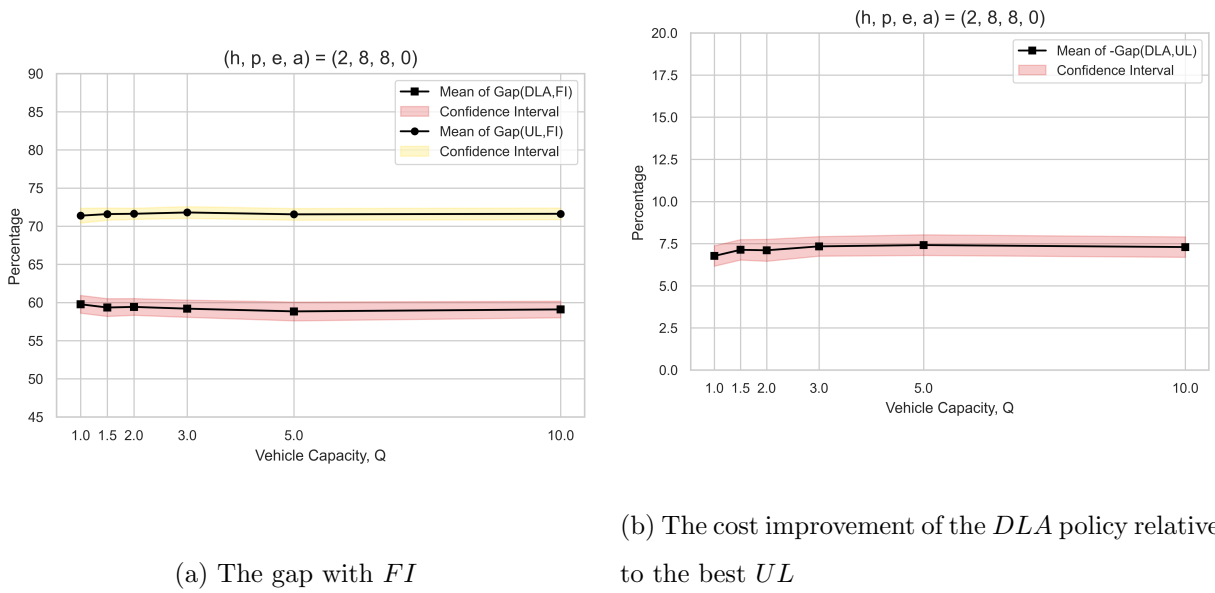 (h, p, e, a) = (2, 8, 8, 0)
90
85
80
75
70
65
60
55
50
45
Percentage
Mean of Gap(DLA,FI)
Confidence Interval
Mean of Gap(UL,FI)
Confidence Interval
1.0 1.5 2.0 3.0 5.0 10.0
Vehicle Capacity, Q
(a) The gap with FI
(h, p, e, a) = (2, 8, 8, 0)
20.0
17.5
15.0
12.5
10.0
7.5
5.0
2.5
0.0
Percentage
Mean of -Gap(DLA,UL)
Confidence Interval
1.0 1.5 2.0 3.0 5.0 10.0
Vehicle Capacity, Q
(b) The cost improvement of the DLA policy relative
to the best UL